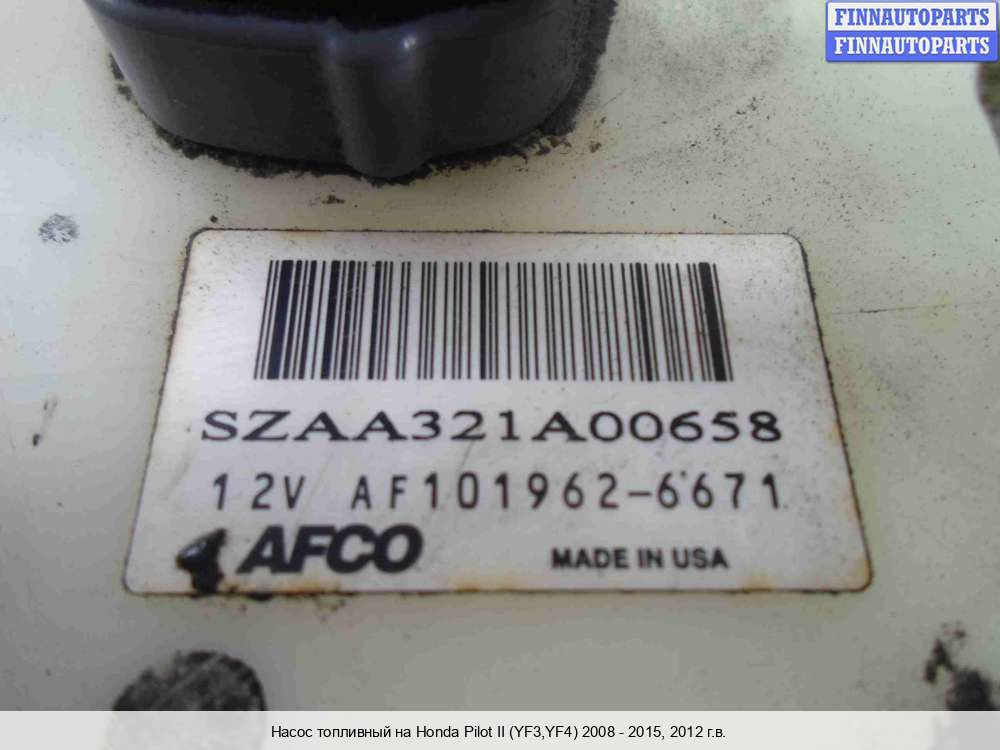 FINNAUTOPARTS
FINNAUTOPARTS
SZAA321A00658
12V AF101962-6671
AFCO MADE IN USA
Насос топливный на Honda Pilot II (YF3,YF4) 2008 - 2015, 2012 г.в.